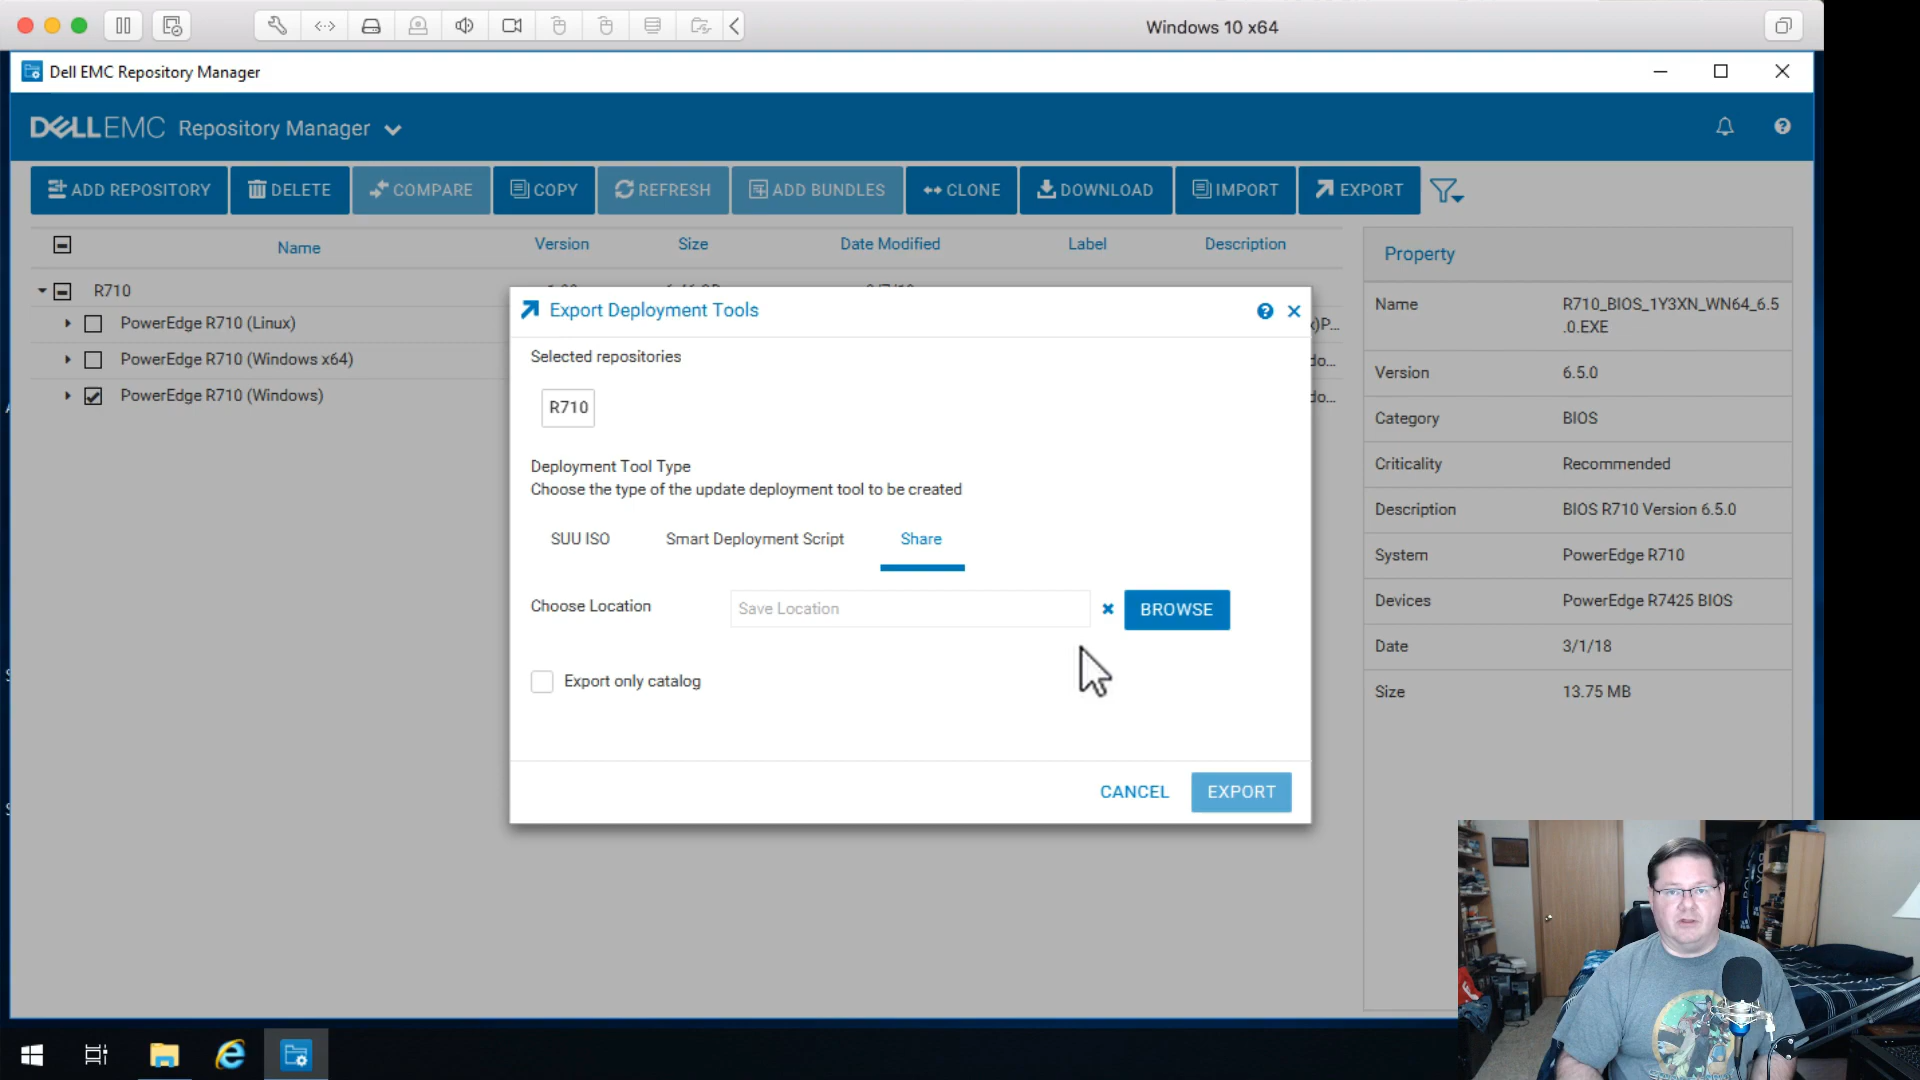 Windows 10 x64
Dell EMC Repository Manager
DELLEMC Repository Manager
ADD REPOSITORY DELETE COMPARE COPY REFRESH ADD BUNDLES CLONE DOWNLOAD IMPORT EXPORT
Name Version Size Date Modified Label Description
R710
PowerEdge R710 (Linux)
PowerEdge R710 (Windows x64)
PowerEdge R710 (Windows)
Export Deployment Tools
Selected repositories
R710
Deployment Tool Type
Choose the type of the update deployment tool to be created
SUU ISO Smart Deployment Script Share
Choose Location Save Location BROWSE
Export only catalog
CANCEL EXPORT
Property
Name R710_BIOS_1Y3XN_WN64_6.5
.0.EXE
Version 6.5.0
Category BIOS
Criticality Recommended
Description BIOS R710 Version 6.5.0
System PowerEdge R710
Devices PowerEdge R7425 BIOS
Date 3/1/18
Size 13.75 MB